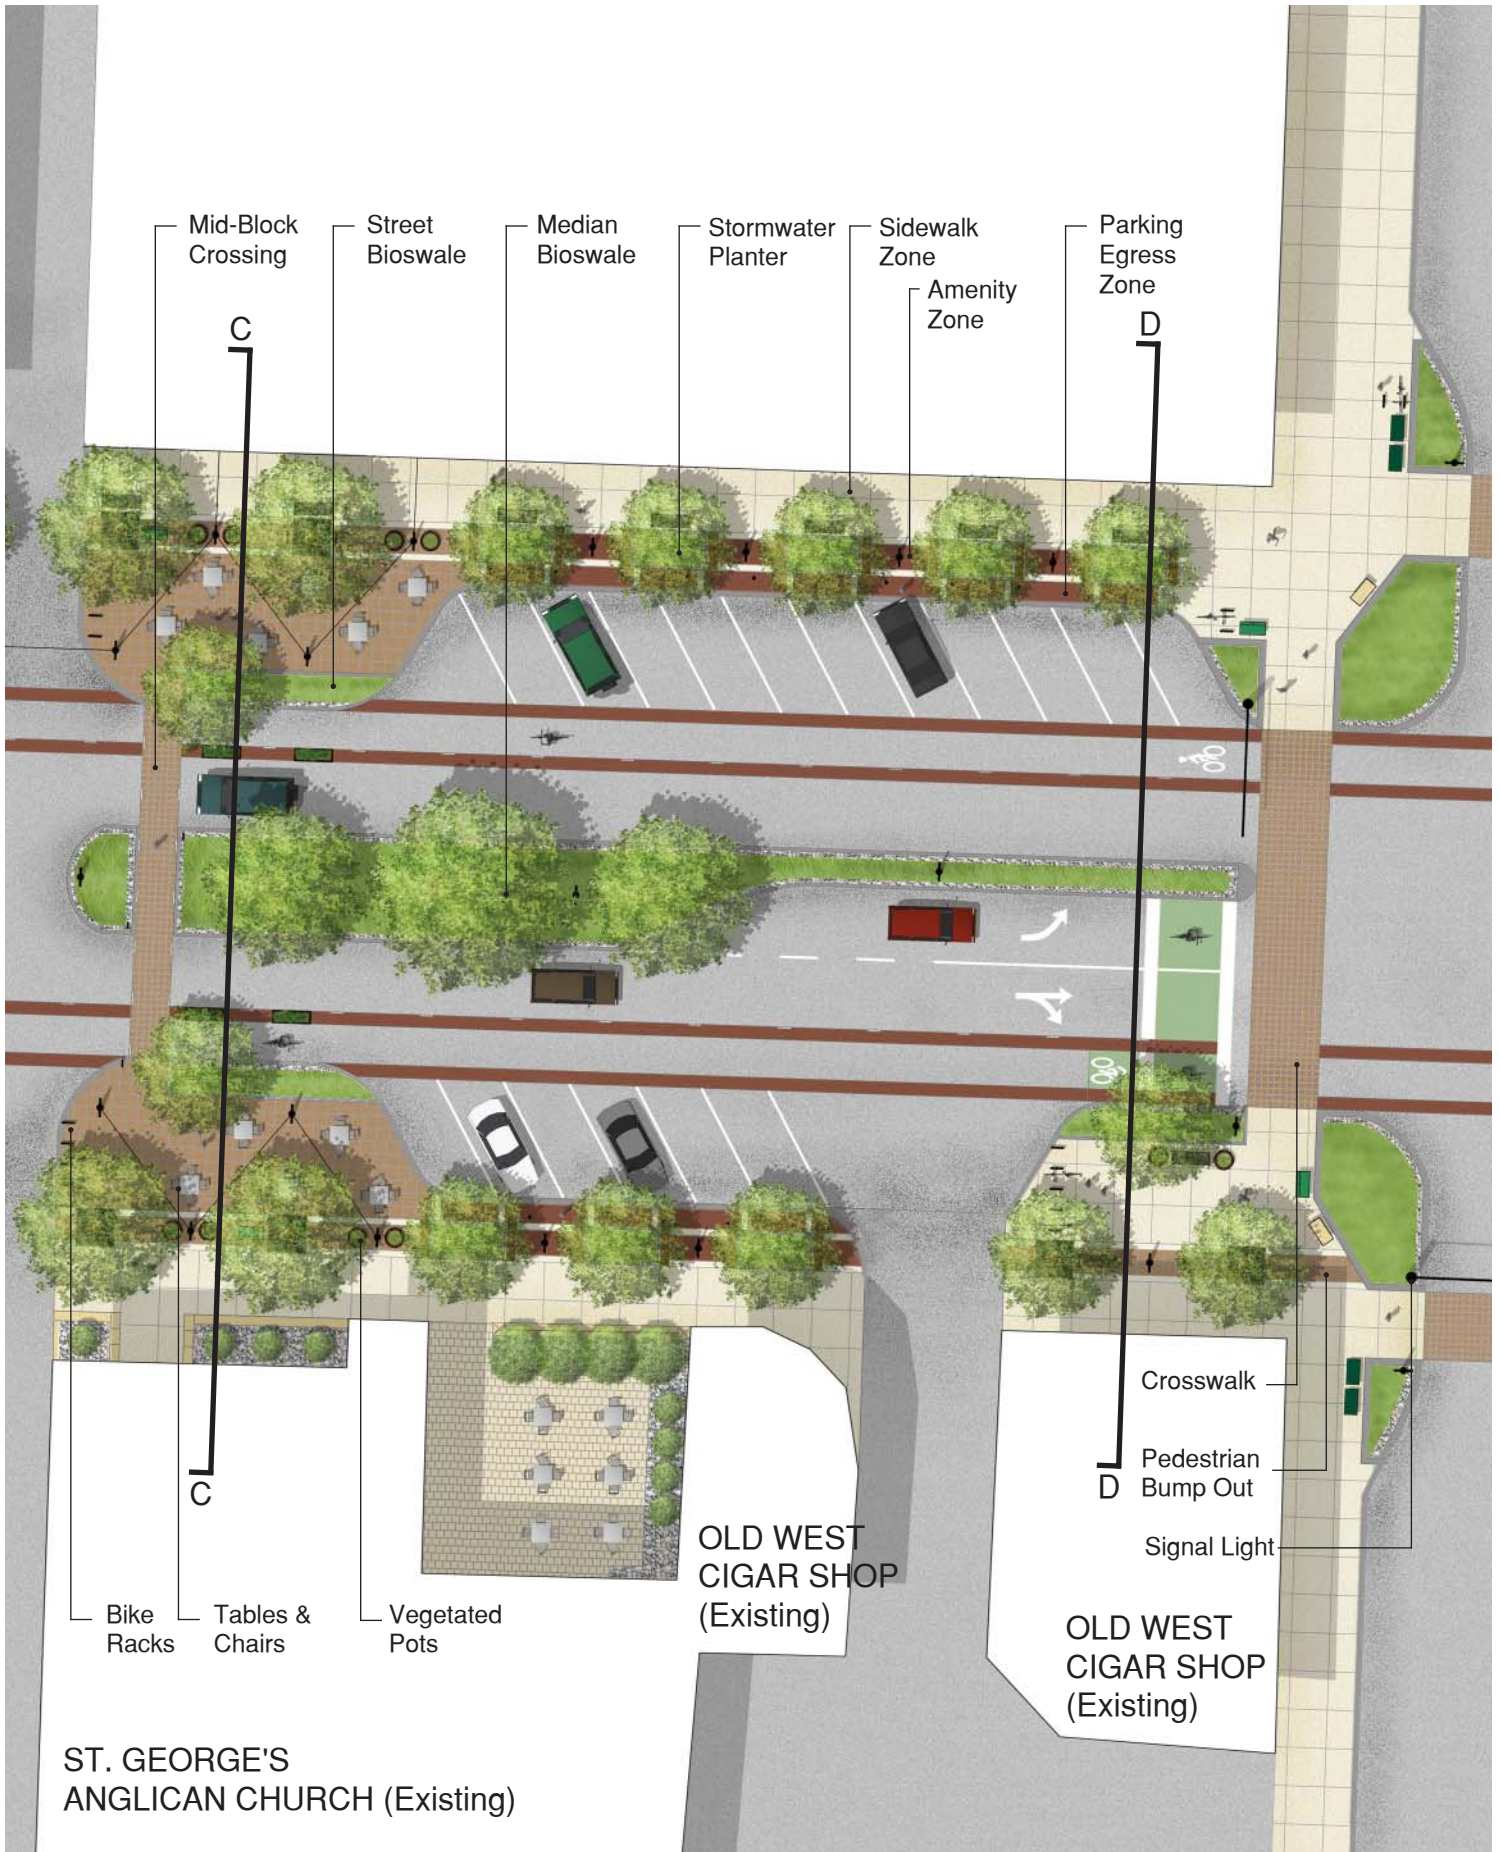 Mid-Block
Crossing
Street
Bioswale
Median
Bioswale
Stormwater
Planter
Sidewalk
Zone
Amenity
Zone
Parking
Egress
Zone
C
D
C
D
Crosswalk
Pedestrian
Bump Out
Signal Light
OLD WEST
CIGAR SHOP
(Existing)
OLD WEST
CIGAR SHOP
(Existing)
Bike
Racks
Tables &
Chairs
Vegetated
Pots
ST. GEORGE'S
ANGLICAN CHURCH (Existing)